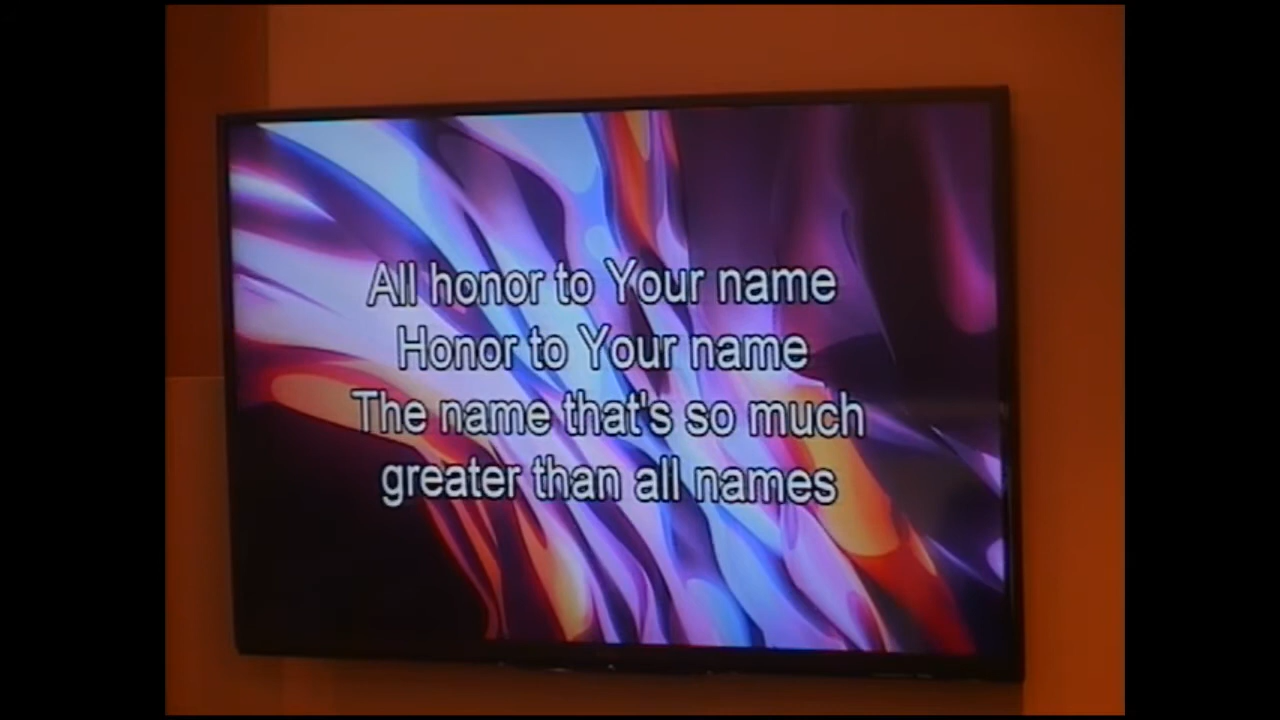 All honor to Your name
Honor to Your name
The name that's so much
greater than all names